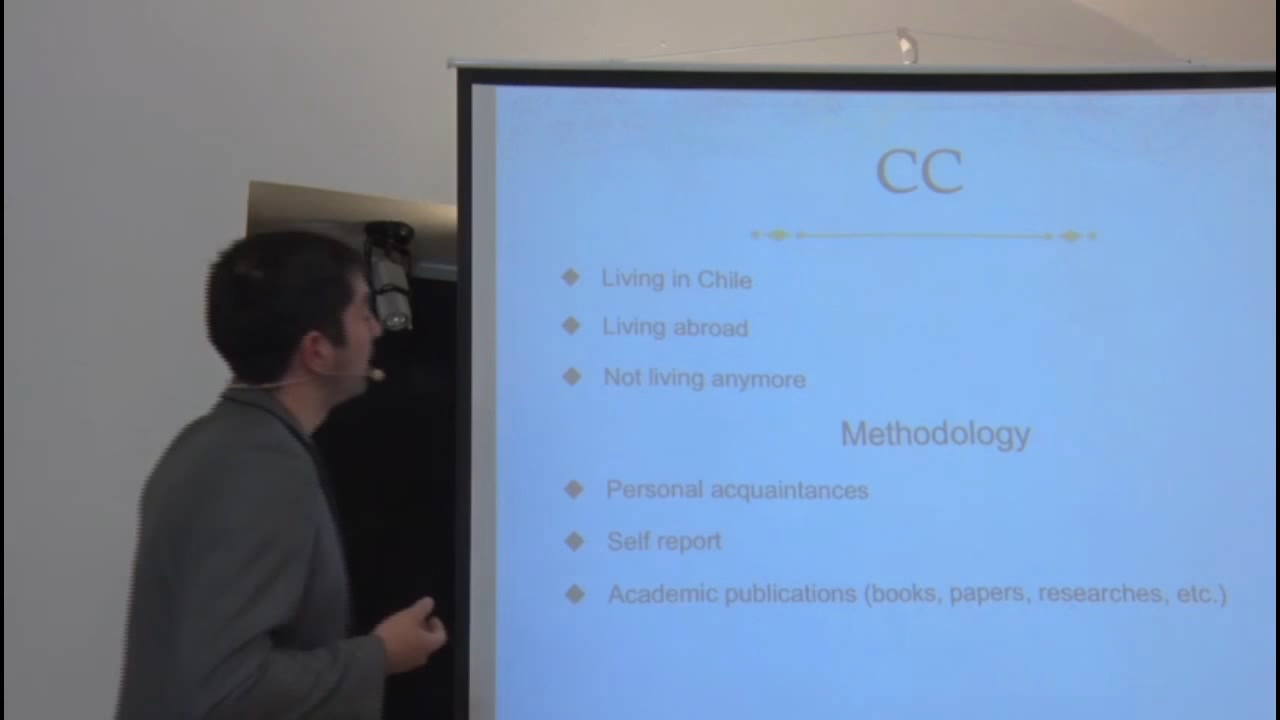 CC
Living in Chile
Living abroad
Not living anymore
Methodology
Personal acquaintances
Self report
Academic publications (books, papers, researches, etc.)